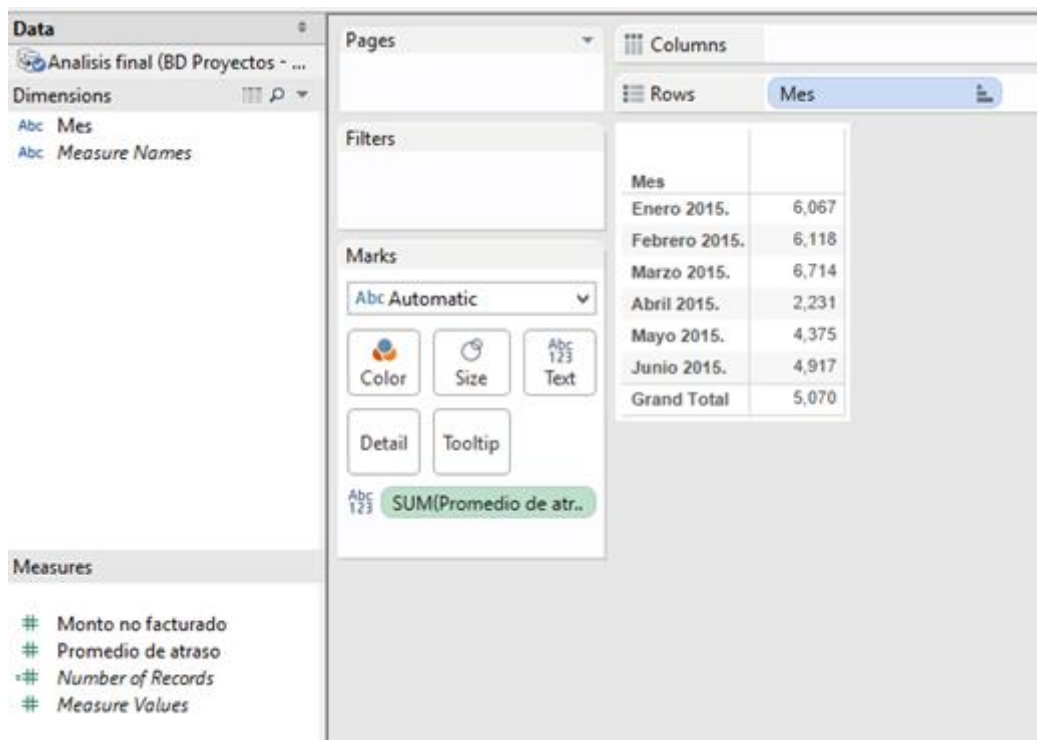 Data
Analisis final (BD Proyectos - ...
Dimensions
Abc Mes
Abc Measure Names
Measures
Monto no facturado
Promedio de atraso
Number of Records
Measure Values
Pages
Filters
Marks
Abc Automatic
Color
Size
Abc
123
Text
Detail
Tooltip
Abc
123
SUM(Promedio de atr..
Columns
Rows Mes
Mes
Enero 2015. 6,067
Febrero 2015. 6,118
Marzo 2015. 6,714
Abril 2015. 2,231
Mayo 2015. 4,375
Junio 2015. 4,917
Grand Total 5,070